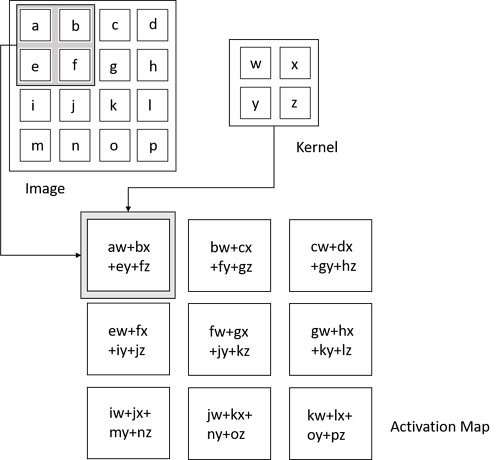 a b c d
e f g h
i j k l
m n o p
Image
w x
y z
Kernel
aw+bx
+ey+fz
bw+cx
+fy+gz
cw+dx
+gy+hz
ew+fx
+iy+jz
fw+gx
+jy+kz
gw+hx
+ky+lz
iw+jx+
my+nz
jw+kx+
ny+oz
kw+lx+
oy+pz
Activation Map